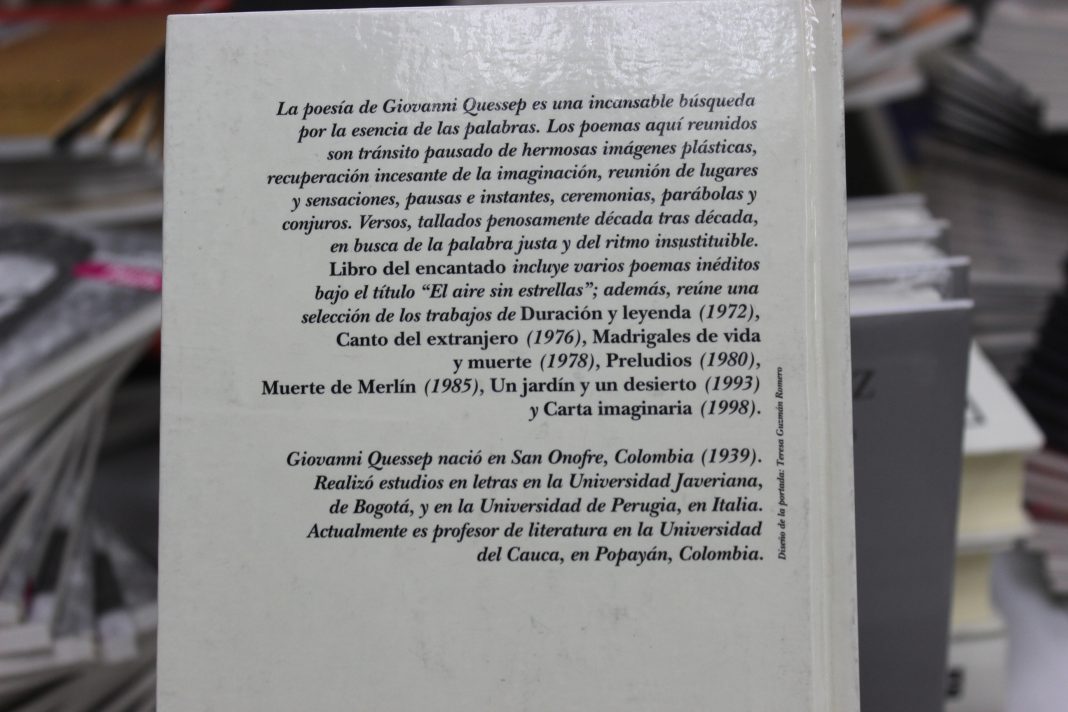 La poesía de Giovanni Quessep es una incansable búsqueda
por la esencia de las palabras. Los poemas aquí reunidos
son tránsito pausado de hermosas imágenes plásticas,
recuperación incesante de la imaginación, reunión de lugares
y sensaciones, pausas e instantes, ceremonias, parábolas y
conjuros. Versos, tallados penosamente década tras década,
en busca de la palabra justa y del ritmo insustituible.
Libro del encantado incluye varios poemas inéditos
bajo el título “El aire sin estrellas”; además, reúne una
selección de los trabajos de Duración y leyenda (1972),
Canto del extranjero (1976), Madrigales de vida
y muerte (1978), Preludios (1980),
Muerte de Merlín (1985), Un jardín y un desierto (1993)
y Carta imaginaria (1998).
Giovanni Quessep nació en San Onofre, Colombia (1939).
Realizó estudios en letras en la Universidad Javeriana,
de Bogotá, y en la Universidad de Perugia, en Italia.
Actualmente es profesor de literatura en la Universidad
del Cauca, en Popayán, Colombia.
Diseño de la portada: Teresa Guzmán Romero